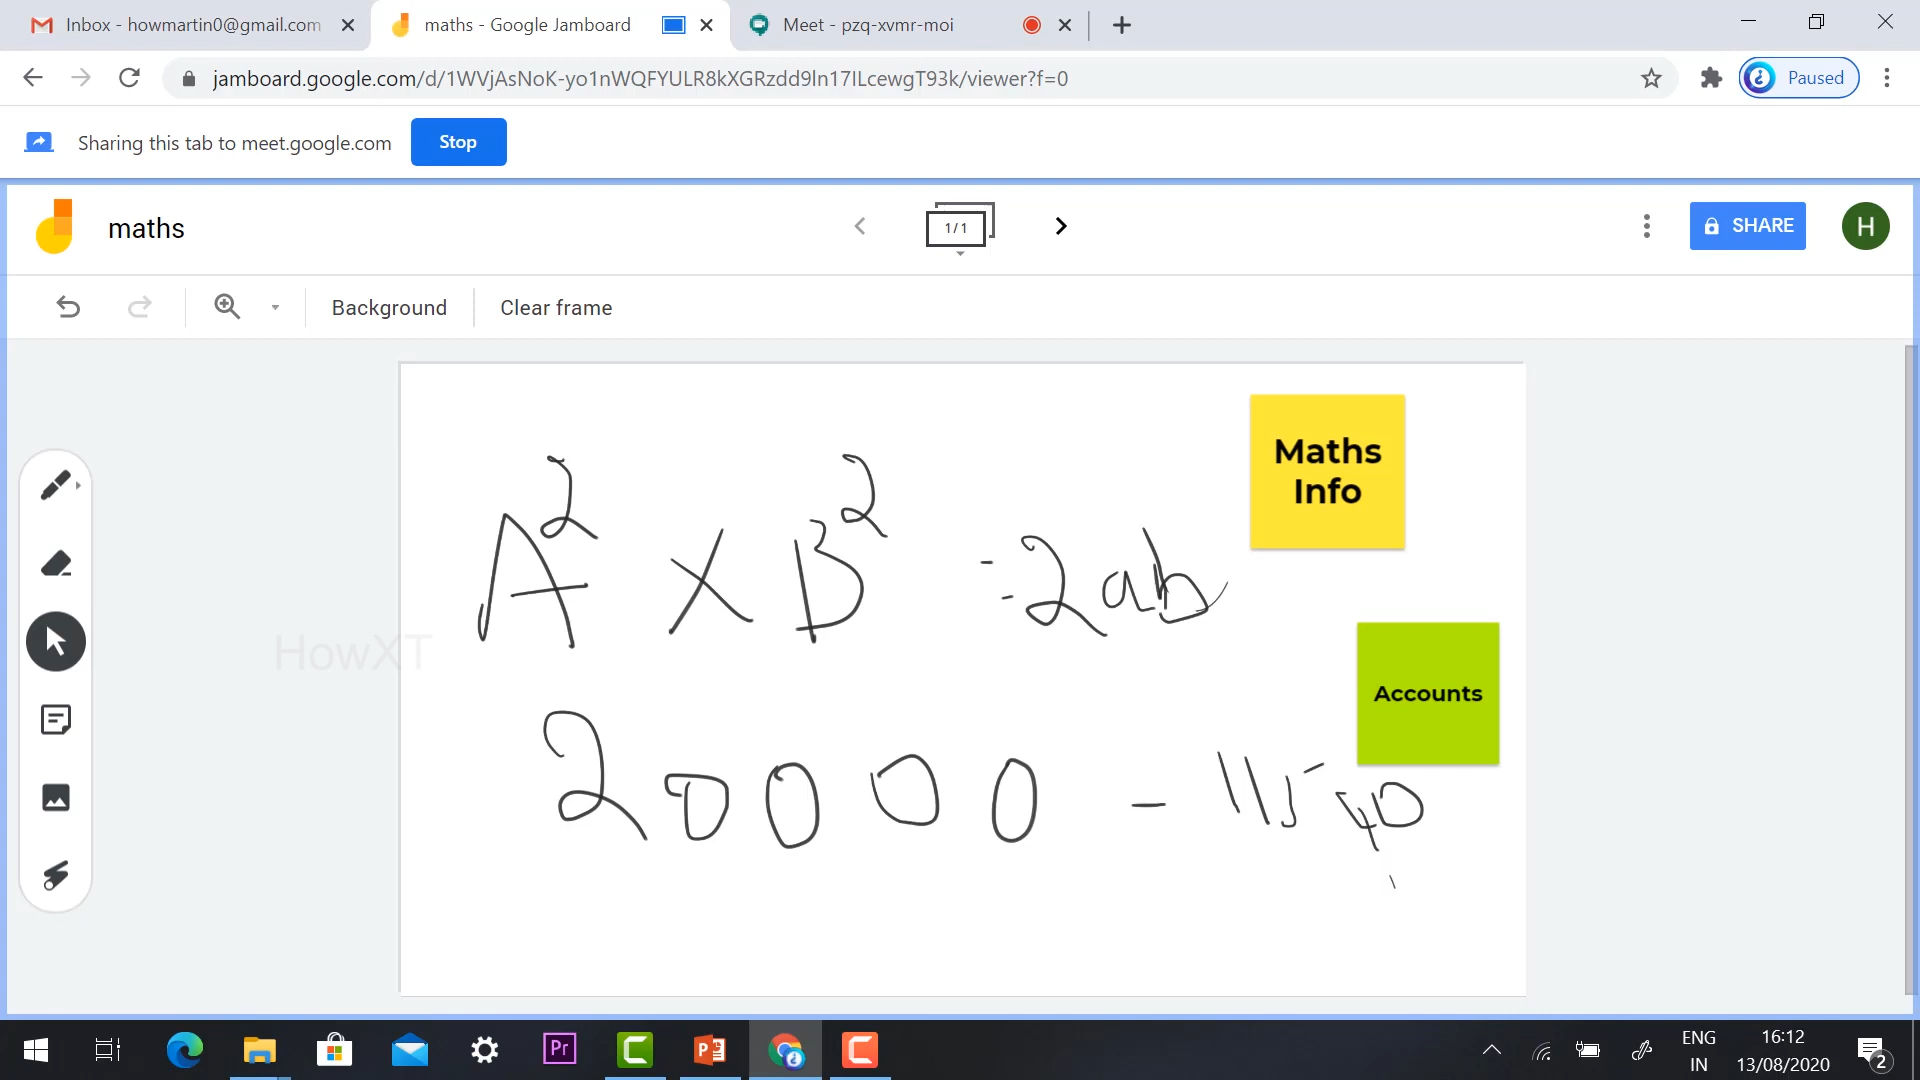 Inbox - howmartin0@gmail.com
maths - Google Jamboard
Meet - pzq-xvmr-moi
jamboard.google.com/d/1WVjAsNoK-yo1nWQFYULR8kXGRzdd9ln17ILcewgT93k/viewer?f=0
Paused
Sharing this tab to meet.google.com
Stop
maths
1/1
SHARE
H
Background
Clear frame
Maths
Info
A² X B² = 2ab
HowXT
Accounts
20000 - 11540
Pr
ENG
IN
16:12
13/08/2020
2